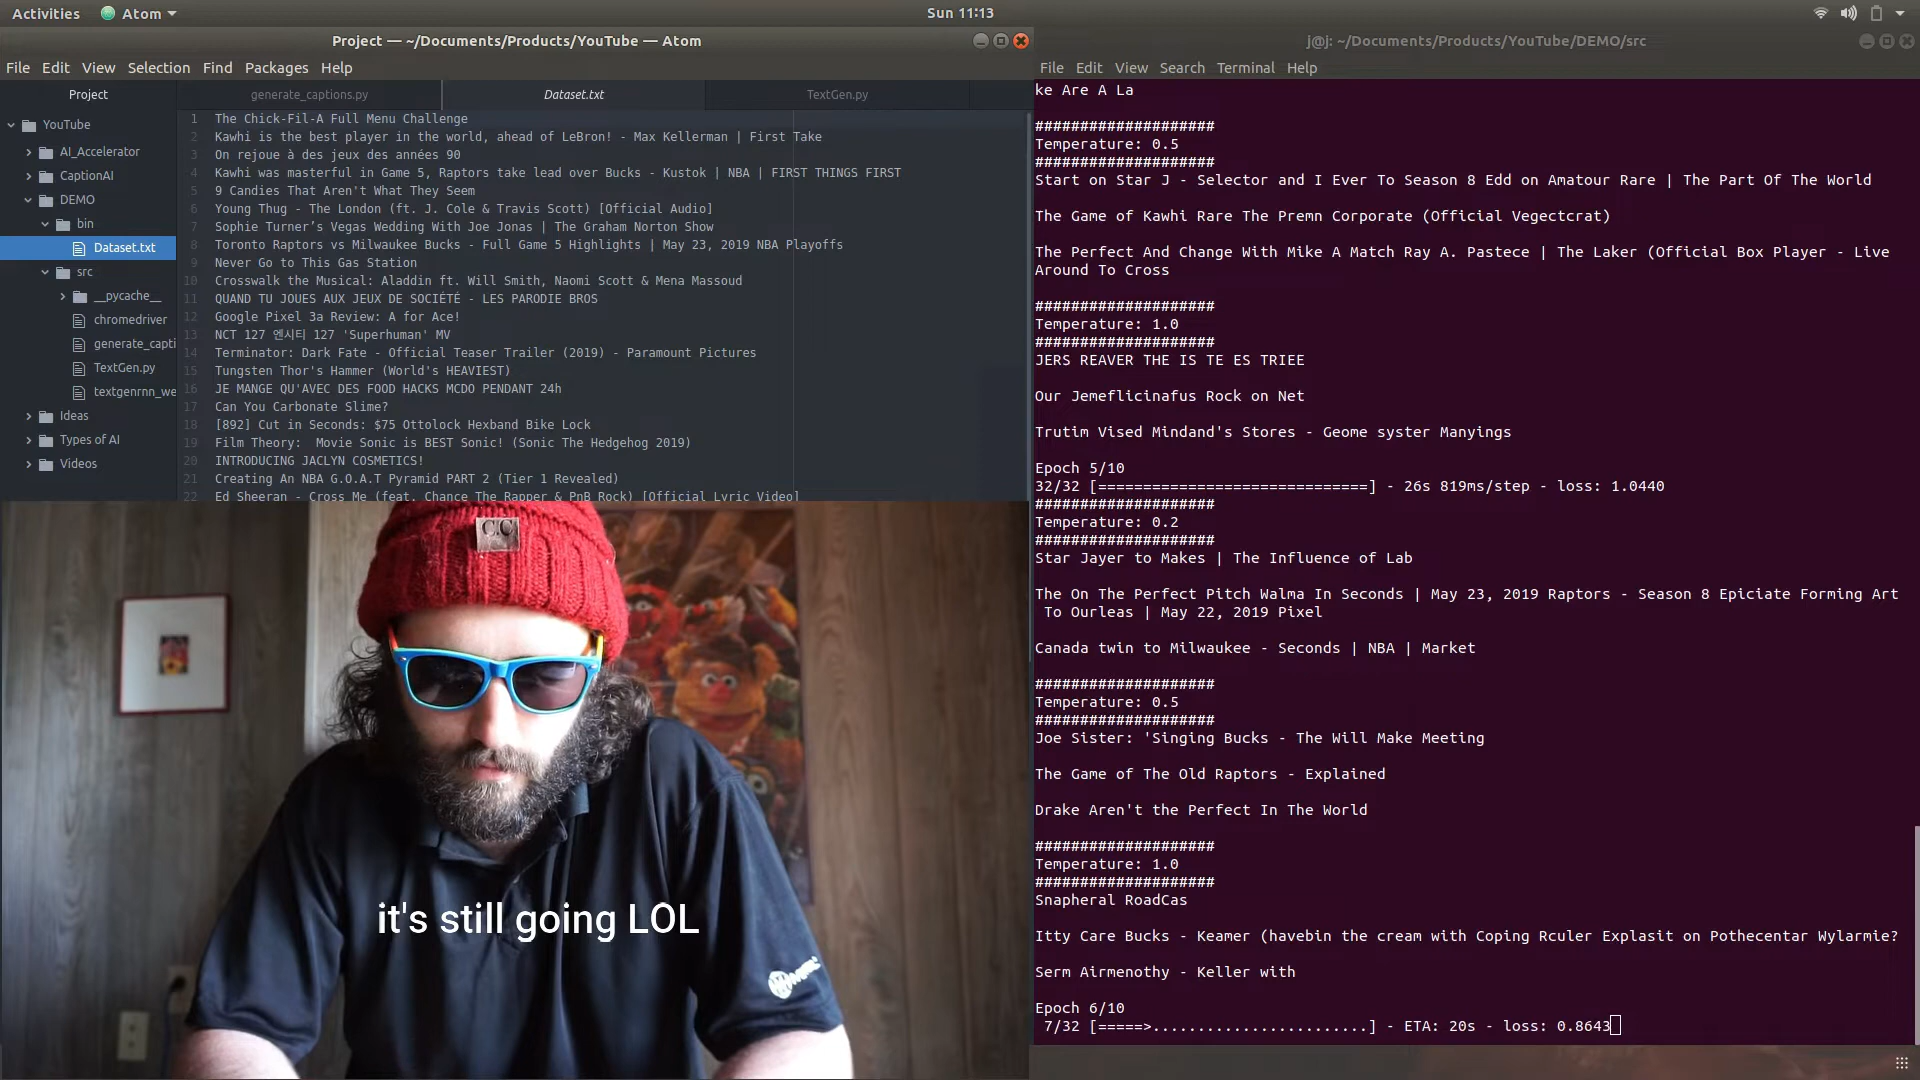 Activities
Atom
Sun 11:13
Project — ~/Documents/Products/YouTube — Atom
File Edit View Selection Find Packages Help
Project
YouTube
AI_Accelerator
CaptionAI
DEMO
bin
Dataset.txt
src
__pycache__
chromedriver
generate_capti
TextGen.py
textgenrnn_we
Ideas
Types of AI
Videos
generate_captions.py
Dataset.txt
TextGen.py
1 The Chick-Fil-A Full Menu Challenge
2 Kawhi is the best player in the world, ahead of LeBron! - Max Kellerman | First Take
3 On rejoue à des jeux des années 90
4 Kawhi was masterful in Game 5, Raptors take lead over Bucks - Kustok | NBA | FIRST THINGS FIRST
5 9 Candies That Aren't What They Seem
6 Young Thug - The London (ft. J. Cole & Travis Scott) [Official Audio]
7 Sophie Turner’s Vegas Wedding With Joe Jonas | The Graham Norton Show
8 Toronto Raptors vs Milwaukee Bucks - Full Game 5 Highlights | May 23, 2019 NBA Playoffs
9 Never Go to This Gas Station
10 Crosswalk the Musical: Aladdin ft. Will Smith, Naomi Scott & Mena Massoud
11 QUAND TU JOUES AUX JEUX DE SOCIÉTÉ - LES PARODIE BROS
12 Google Pixel 3a Review: A for Ace!
13 NCT 127 엔시티 127 'Superhuman' MV
14 Terminator: Dark Fate - Official Teaser Trailer (2019) - Paramount Pictures
15 Tungsten Thor's Hammer (World's HEAVIEST)
16 JE MANGE QU'AVEC DES FOOD HACKS MCDO PENDANT 24h
17 Can You Carbonate Slime?
18 [892] Cut in Seconds: $75 Ottolock Hexband Bike Lock
19 Film Theory:  Movie Sonic is BEST Sonic! (Sonic The Hedgehog 2019)
20 INTRODUCING JACLYN COSMETICS!
21 Creating An NBA G.O.A.T Pyramid PART 2 (Tier 1 Revealed)
22 Ed Sheeran - Cross Me (feat. Chance The Rapper & PnB Rock) [Official Lyric Video]
C.C
it's still going LOL
j@j: ~/Documents/Products/YouTube/DEMO/src
File Edit View Search Terminal Help
ke Are A La
####################
Temperature: 0.5
####################
Start on Star J - Selector and I Ever To Season 8 Edd on Amatour Rare | The Part Of The World
The Game of Kawhi Rare The Premn Corporate (Official Vegectcrat)
The Perfect And Change With Mike A Match Ray A. Pastece | The Laker (Official Box Player - Live
Around To Cross
####################
Temperature: 1.0
####################
JERS REAVER THE IS TE ES TRIEE
Our Jemeflicinafus Rock on Net
Trutim Vised Mindand's Stores - Geome syster Manyings
Epoch 5/10
32/32 [==============================] - 26s 819ms/step - loss: 1.0440
####################
Temperature: 0.2
####################
Star Jayer to Makes | The Influence of Lab
The On The Perfect Pitch Walma In Seconds | May 23, 2019 Raptors - Season 8 Epiciate Forming Art
To Ourleas | May 22, 2019 Pixel
Canada twin to Milwaukee - Seconds | NBA | Market
####################
Temperature: 0.5
####################
Joe Sister: 'Singing Bucks - The Will Make Meeting
The Game of The Old Raptors - Explained
Drake Aren't the Perfect In The World
####################
Temperature: 1.0
####################
Snapheral RoadCas
Itty Care Bucks - Keamer (havebin the cream with Coping Rculer Explasit on Pothecentar Wylarmie?
Serm Airmenothy - Keller with
Epoch 6/10
7/32 [=====>........................] - ETA: 20s - loss: 0.8643